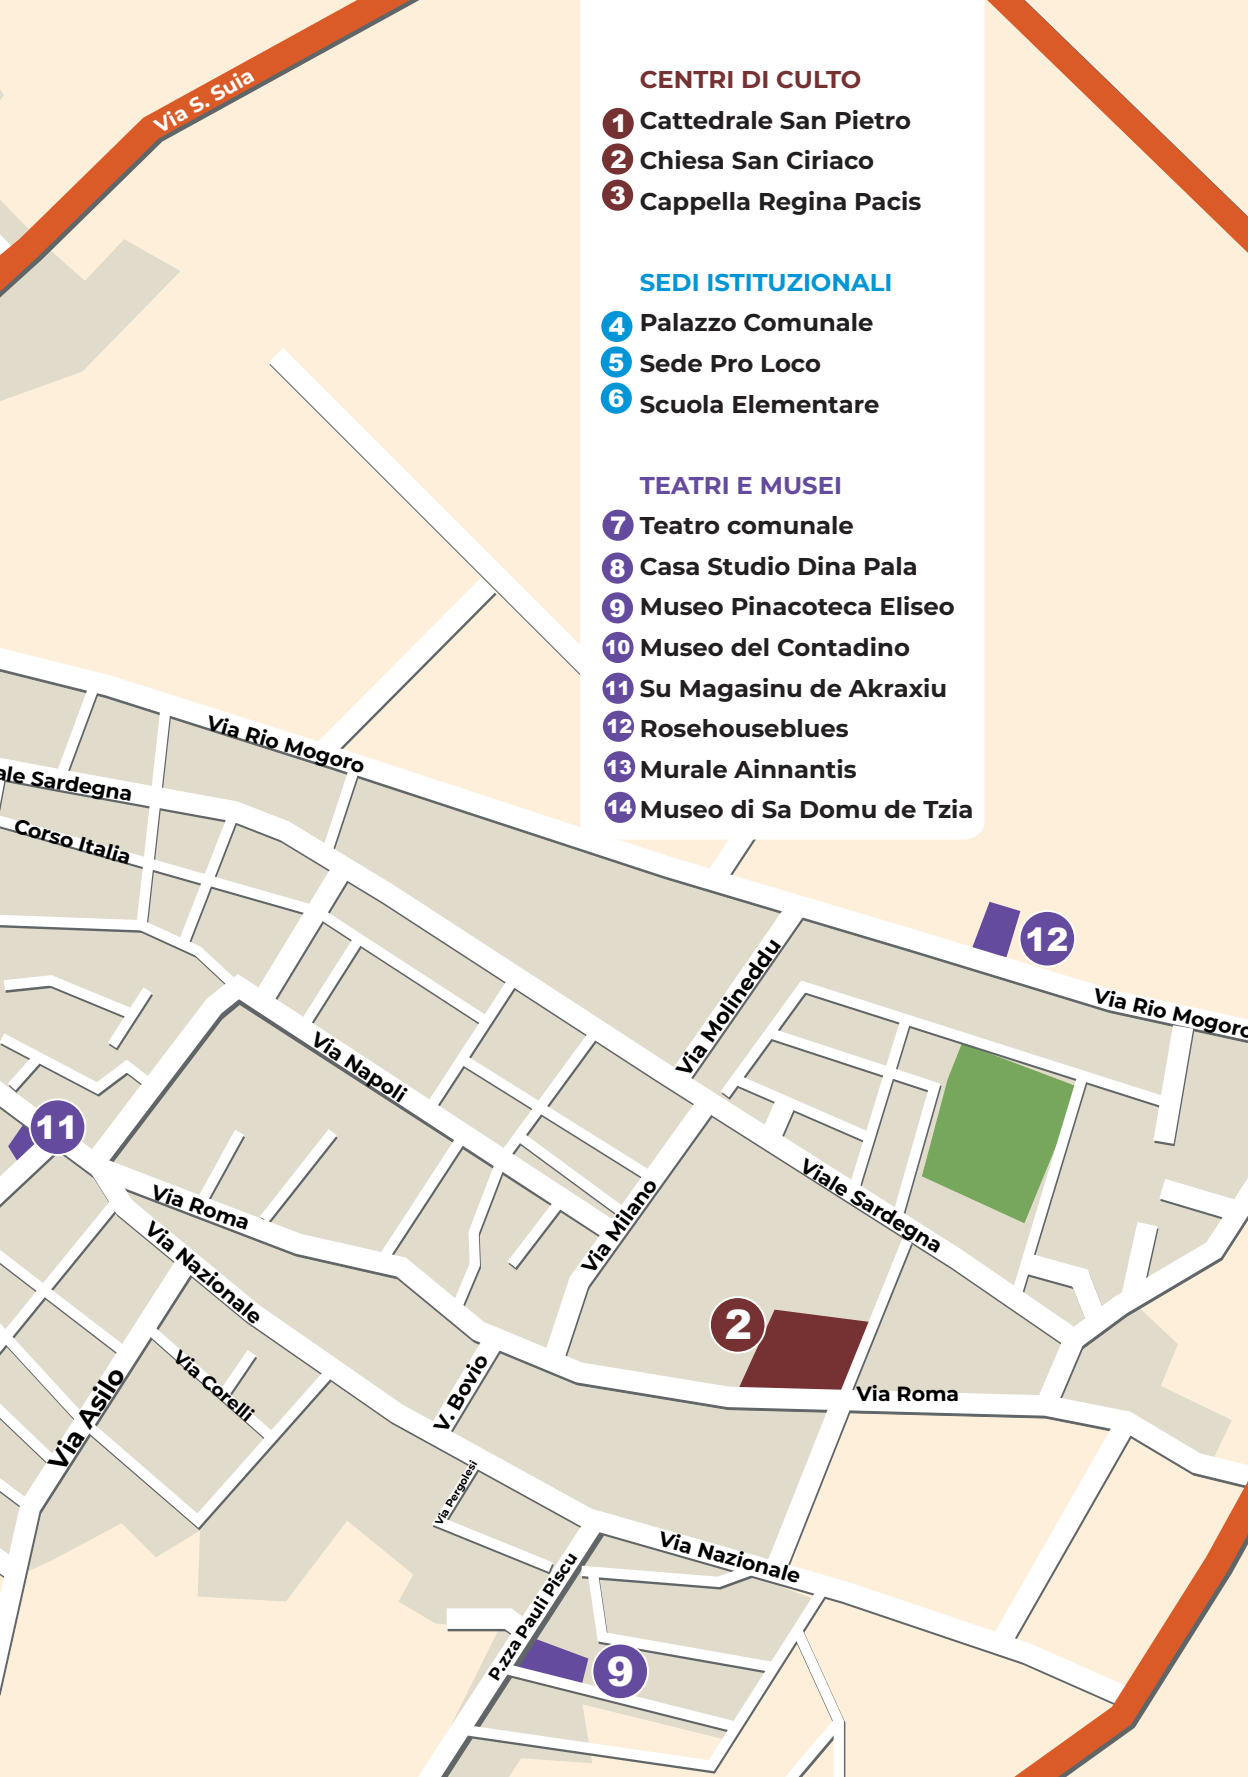 Via S. Suia
CENTRI DI CULTO
1 Cattedrale San Pietro
2 Chiesa San Ciriaco
3 Cappella Regina Pacis
SEDI ISTITUZIONALI
4 Palazzo Comunale
5 Sede Pro Loco
6 Scuola Elementare
TEATRI E MUSEI
7 Teatro comunale
8 Casa Studio Dina Pala
9 Museo Pinacoteca Eliseo
10 Museo del Contadino
11 Su Magasinu de Akraxiu
12 Rosehouseblues
13 Murale Ainnantis
14 Museo di Sa Domu de Tzia
Via Rio Mogoro
ale Sardegna
Corso Italia
12
Via Molineddu
Via Rio Mogoro
Via Napoli
11
Via Roma
Via Milano
Viale Sardegna
Via Nazionale
2
Via Corelli
V. Bovio
Via Roma
Via Asilo
Via Pergolesi
Via Nazionale
P.zza Pauli Piscu
9